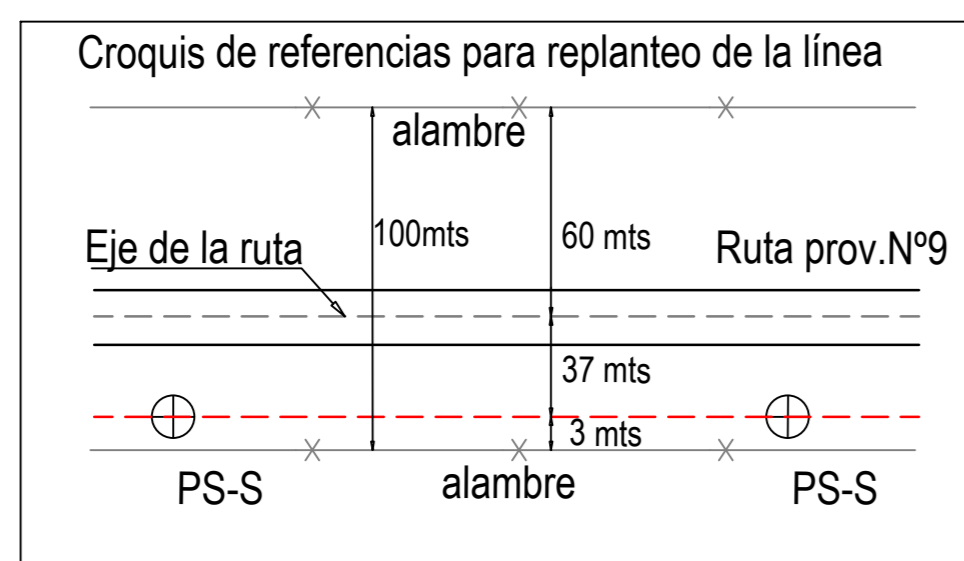 Croquis de referencias para replanteo de la línea
alambre
100mts
60 mts
Eje de la ruta
Ruta prov.Nº9
37 mts
3 mts
PS-S
alambre
PS-S